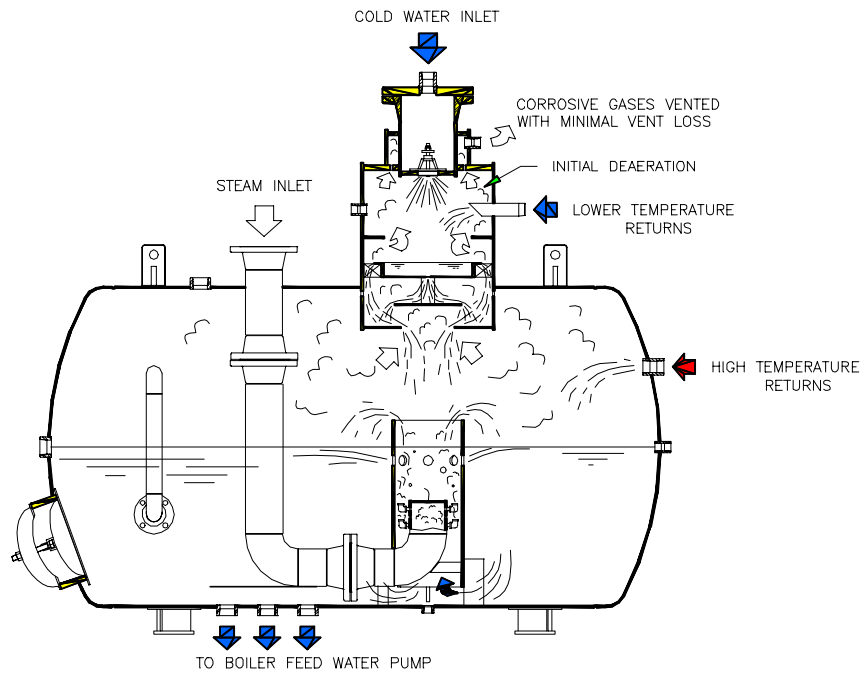 COLD WATER INLET
CORROSIVE GASES VENTED
WITH MINIMAL VENT LOSS
INITIAL DEAERATION
STEAM INLET
LOWER TEMPERATURE
RETURNS
HIGH TEMPERATURE
RETURNS
TO BOILER FEED WATER PUMP